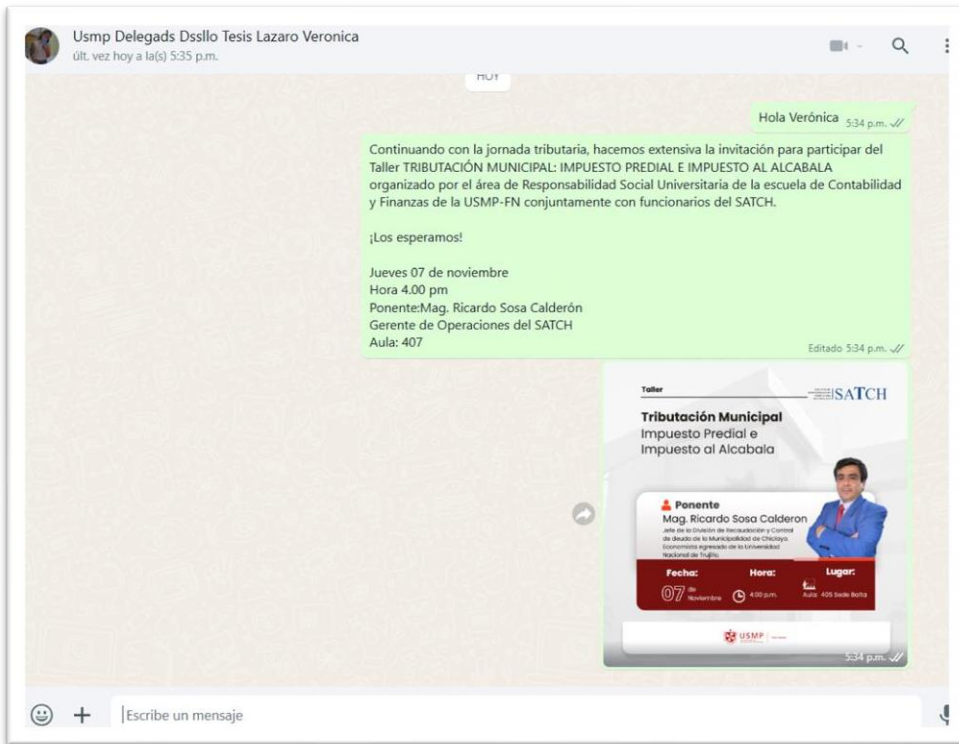 Usmp Delegads Dssllo Tesis Lazaro Veronica
últ. vez hoy a la(s) 5:35 p.m.
HOY
Hola Verónica 5:34 p.m.
Continuando con la jornada tributaria, hacemos extensiva la invitación para participar del
Taller TRIBUTACIÓN MUNICIPAL: IMPUESTO PREDIAL E IMPUESTO AL ALCABALA
organizado por el área de Responsabilidad Social Universitaria de la escuela de Contabilidad
y Finanzas de la USMP-FN conjuntamente con funcionarios del SATCH.
¡Los esperamos!
Jueves 07 de noviembre
Hora 4.00 pm
Ponente:Mag. Ricardo Sosa Calderón
Gerente de Operaciones del SATCH
Aula: 407
Editado 5:34 p.m.
Taller
SATCH
Tributación Municipal
Impuesto Predial e
Impuesto al Alcabala
Ponente
Mag. Ricardo Sosa Calderon
Jefe de la División de Recaudación y Control
de deuda de la Municipalidad de Chiclayo.
Economista egresado de la Universidad
Nacional de Trujillo.
Fecha: Hora: Lugar:
07 de Noviembre 4:00 p.m. Aula: 405 Sede Balta
USMP
5:34 p.m.
Escribe un mensaje